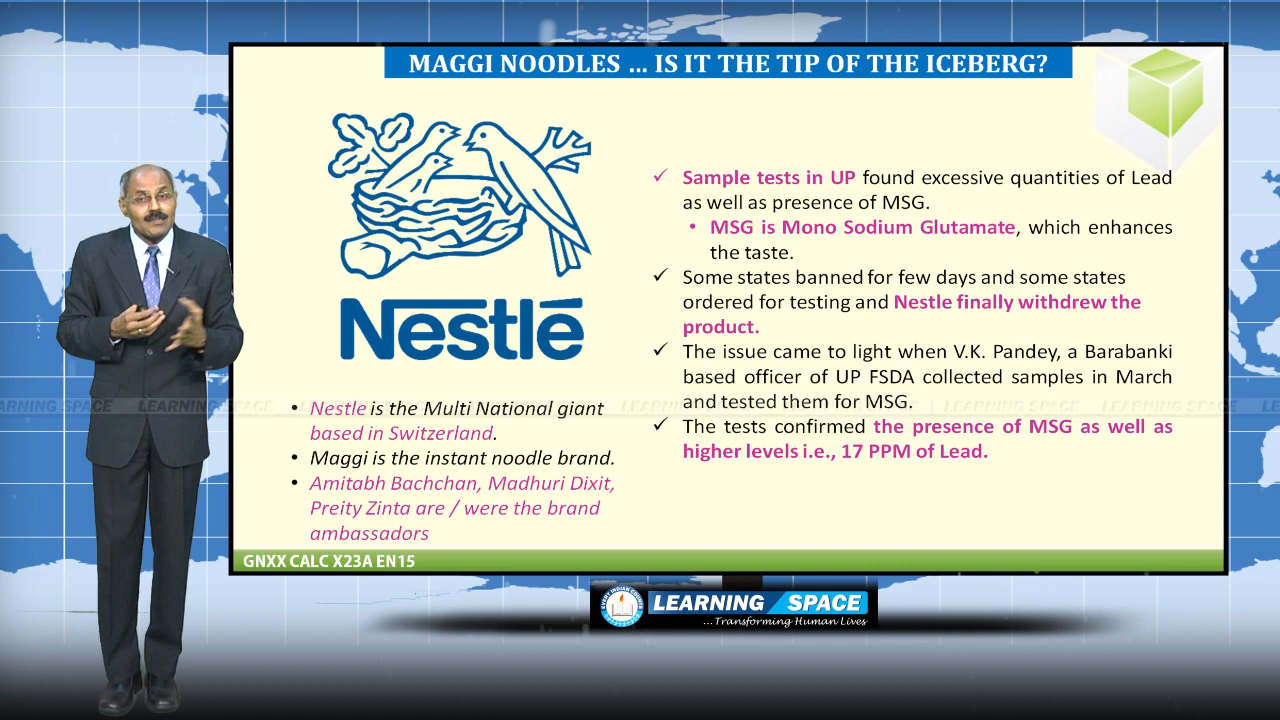 MAGGI NOODLES ... IS IT THE TIP OF THE ICEBERG?
Nestlé
• Nestle is the Multi National giant
based in Switzerland.
• Maggi is the instant noodle brand.
• Amitabh Bachchan, Madhuri Dixit,
Preity Zinta are / were the brand
ambassadors
✓ Sample tests in UP found excessive quantities of Lead
as well as presence of MSG.
• MSG is Mono Sodium Glutamate, which enhances
the taste.
✓ Some states banned for few days and some states
ordered for testing and Nestle finally withdrew the
product.
✓ The issue came to light when V.K. Pandey, a Barabanki
based officer of UP FSDA collected samples in March
and tested them for MSG.
✓ The tests confirmed the presence of MSG as well as
higher levels i.e., 17 PPM of Lead.
LEARNING SPACE
GNXX CALC X23A EN15
EVERY INDIAN COUNTS
LEARNING SPACE
...Transforming Human Lives